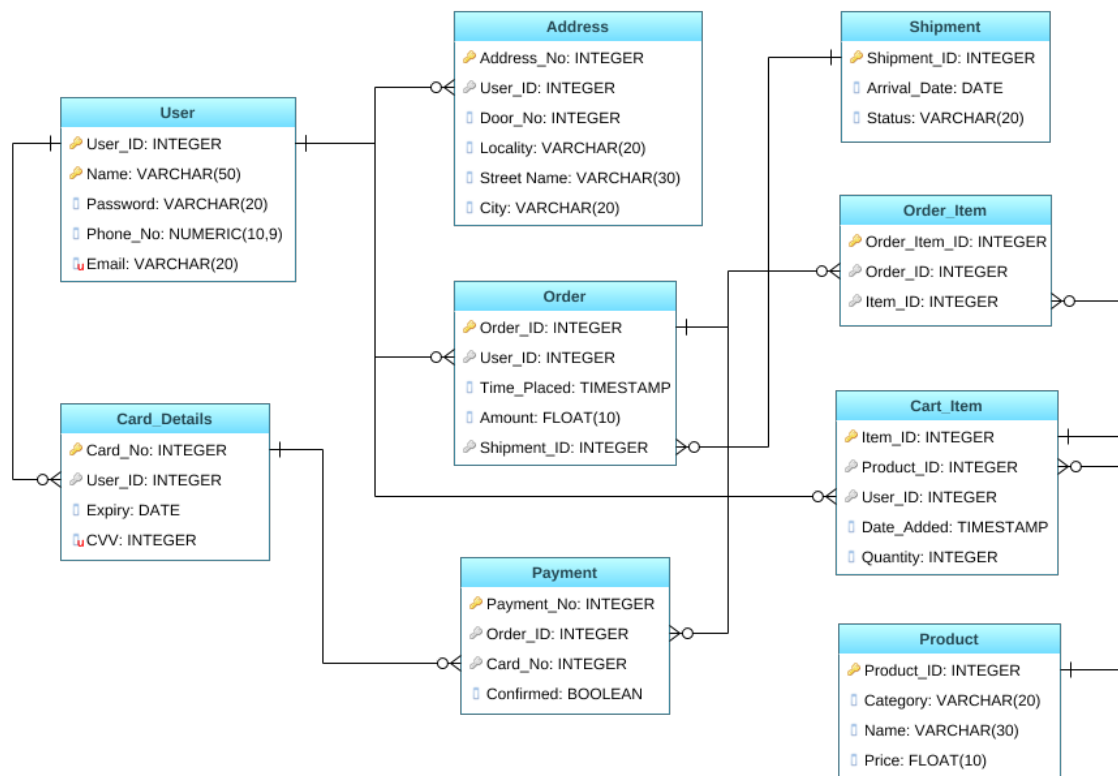 User
User_ID: INTEGER
Name: VARCHAR(50)
Password: VARCHAR(20)
Phone_No: NUMERIC(10,9)
u Email: VARCHAR(20)
Card_Details
Card_No: INTEGER
User_ID: INTEGER
Expiry: DATE
u CVV: INTEGER
Address
Address_No: INTEGER
User_ID: INTEGER
Door_No: INTEGER
Locality: VARCHAR(20)
Street Name: VARCHAR(30)
City: VARCHAR(20)
Order
Order_ID: INTEGER
User_ID: INTEGER
Time_Placed: TIMESTAMP
Amount: FLOAT(10)
Shipment_ID: INTEGER
Payment
Payment_No: INTEGER
Order_ID: INTEGER
Card_No: INTEGER
Confirmed: BOOLEAN
Shipment
Shipment_ID: INTEGER
Arrival_Date: DATE
Status: VARCHAR(20)
Order_Item
Order_Item_ID: INTEGER
Order_ID: INTEGER
Item_ID: INTEGER
Cart_Item
Item_ID: INTEGER
Product_ID: INTEGER
User_ID: INTEGER
Date_Added: TIMESTAMP
Quantity: INTEGER
Product
Product_ID: INTEGER
Category: VARCHAR(20)
Name: VARCHAR(30)
Price: FLOAT(10)